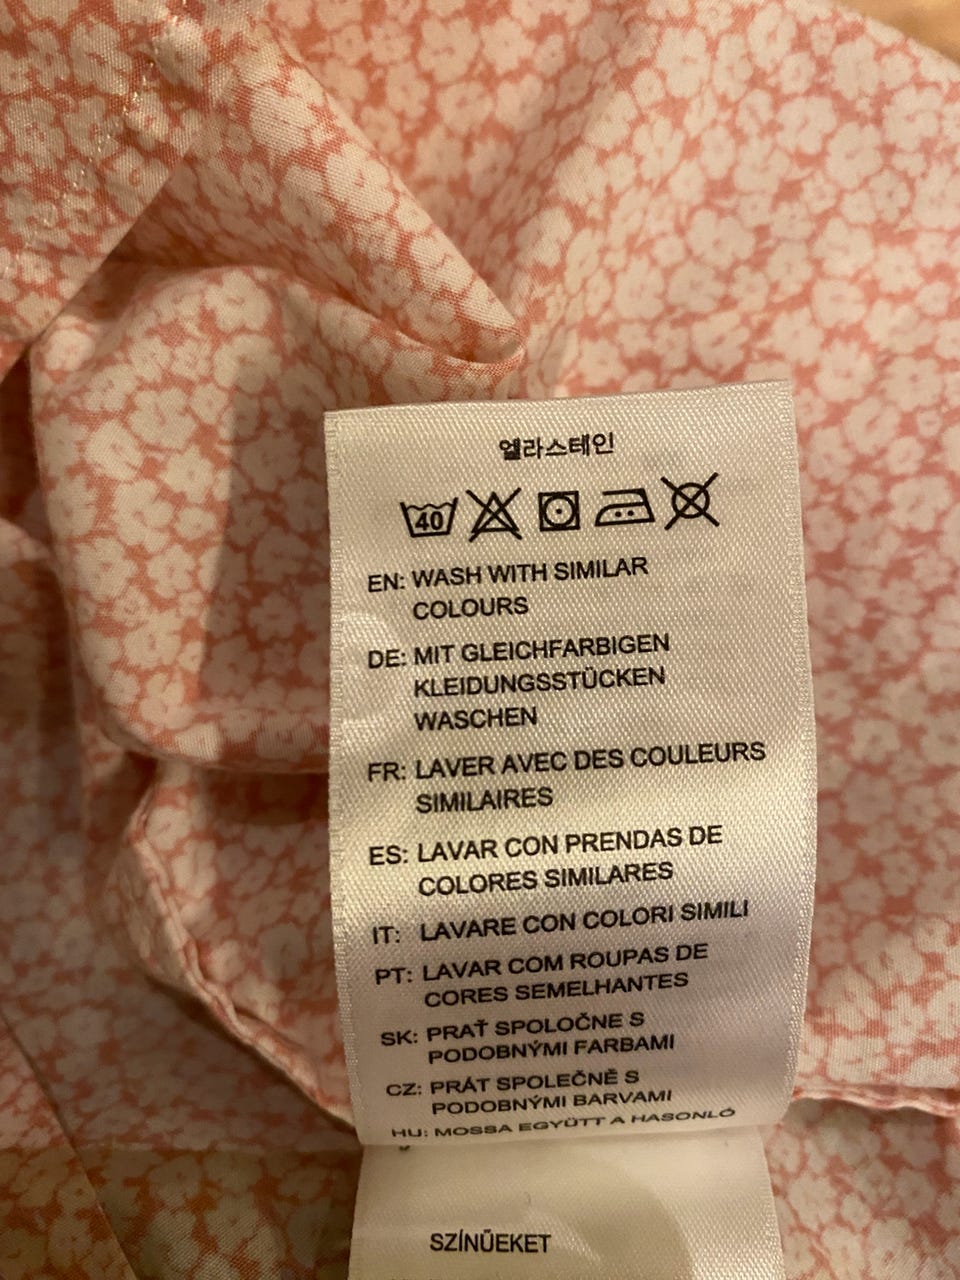 엘라스테인
40
EN: WASH WITH SIMILAR
COLOURS
DE: MIT GLEICHFARBIGEN
KLEIDUNGSSTÜCKEN
WASCHEN
FR: LAVER AVEC DES COULEURS
SIMILAIRES
ES: LAVAR CON PRENDAS DE
COLORES SIMILARES
IT: LAVARE CON COLORI SIMILI
PT: LAVAR COM ROUPAS DE
CORES SEMELHANTES
SK: PRAŤ SPOLOČNE S
PODOBNÝMI FARBAMI
CZ: PRÁT SPOLEČNĚ S
PODOBNÝMI BARVAMI
HU: MOSSA EGYÜTT A HASONLÓ
SZÍNŰEKET